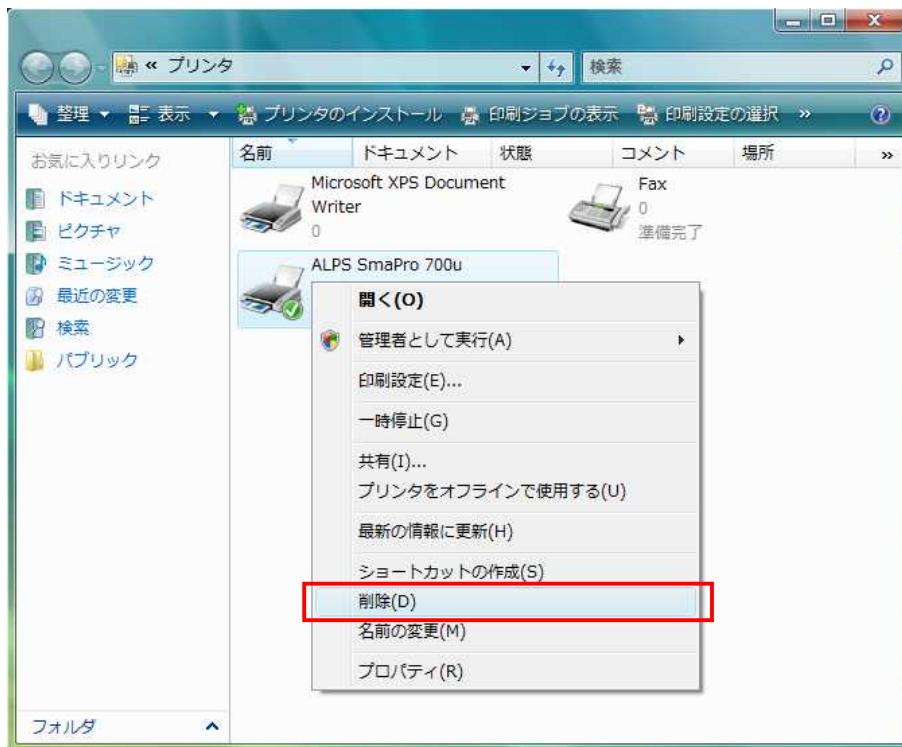 « プリンタ
検索
整理 表示 プリンタのインストール 印刷ジョブの表示 印刷設定の選択 »
お気に入りリンク
ドキュメント
ピクチャ
ミュージック
最近の変更
検索
パブリック
フォルダ
名前 ドキュメント 状態 コメント 場所 »
Microsoft XPS Document
Writer
0
Fax
0
準備完了
ALPS SmaPro 700u
開く(O)
管理者として実行(A)
印刷設定(E)...
一時停止(G)
共有(I)...
プリンタをオフラインで使用する(U)
最新の情報に更新(H)
ショートカットの作成(S)
削除(D)
名前の変更(M)
プロパティ(R)